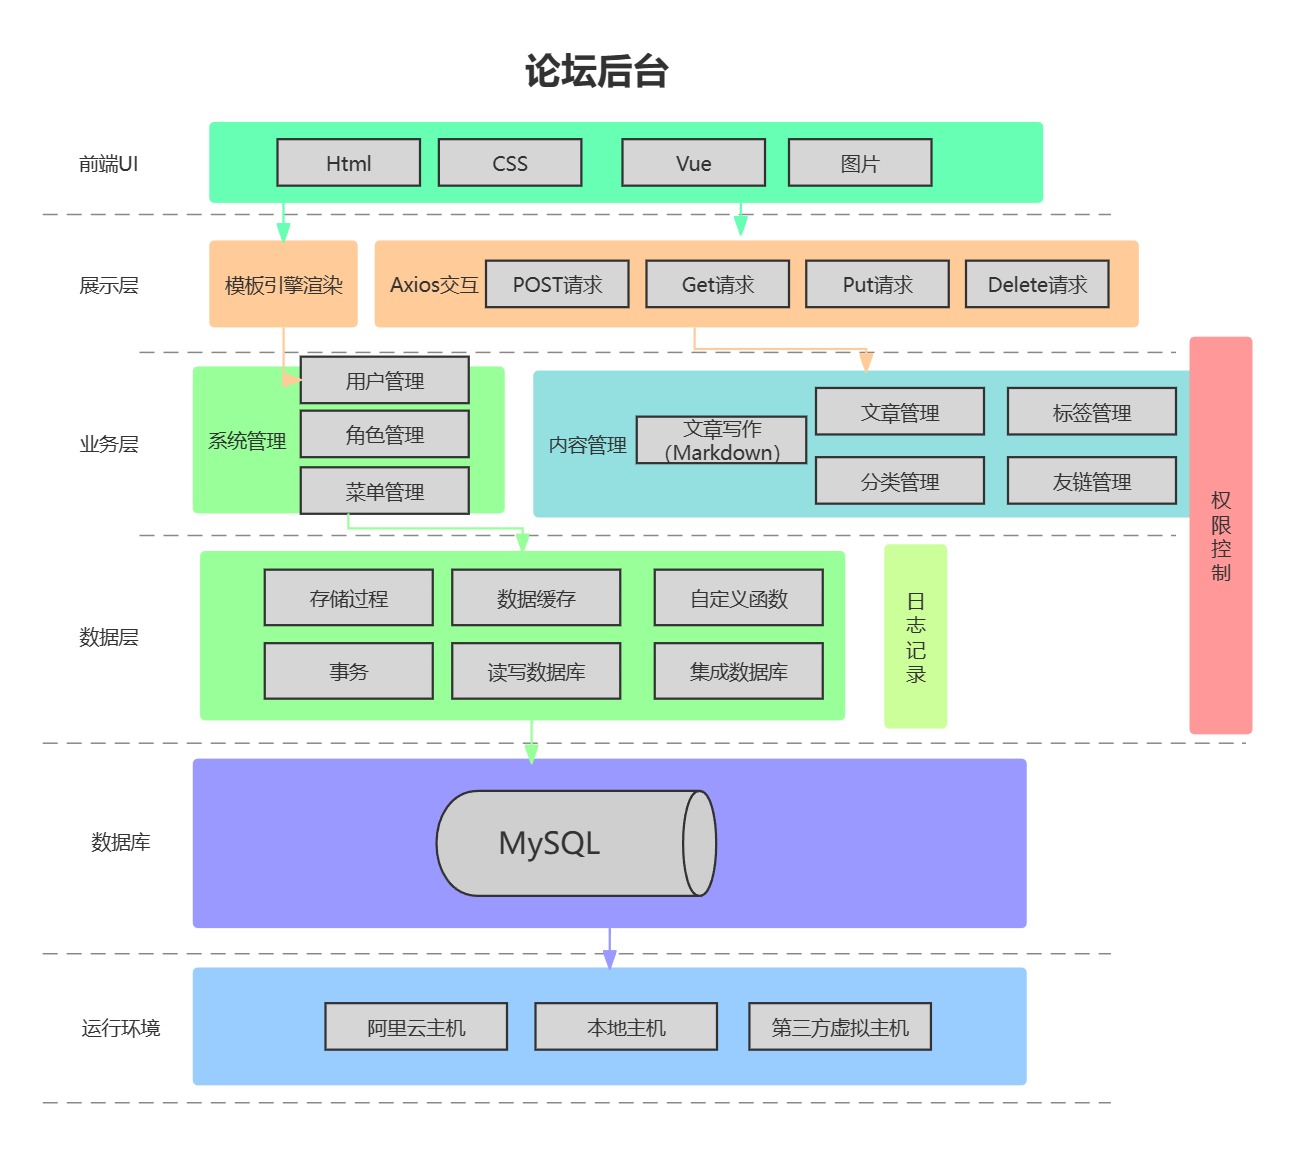 论坛后台
前端UI
Html
CSS
Vue
图片
展示层
模板引擎渲染
Axios交互
POST请求
Get请求
Put请求
Delete请求
业务层
系统管理
用户管理
角色管理
菜单管理
内容管理
文章写作
（Markdown）
文章管理
标签管理
分类管理
友链管理
权
限
控
制
数据层
存储过程
数据缓存
自定义函数
事务
读写数据库
集成数据库
日
志
记
录
数据库
MySQL
运行环境
阿里云主机
本地主机
第三方虚拟主机